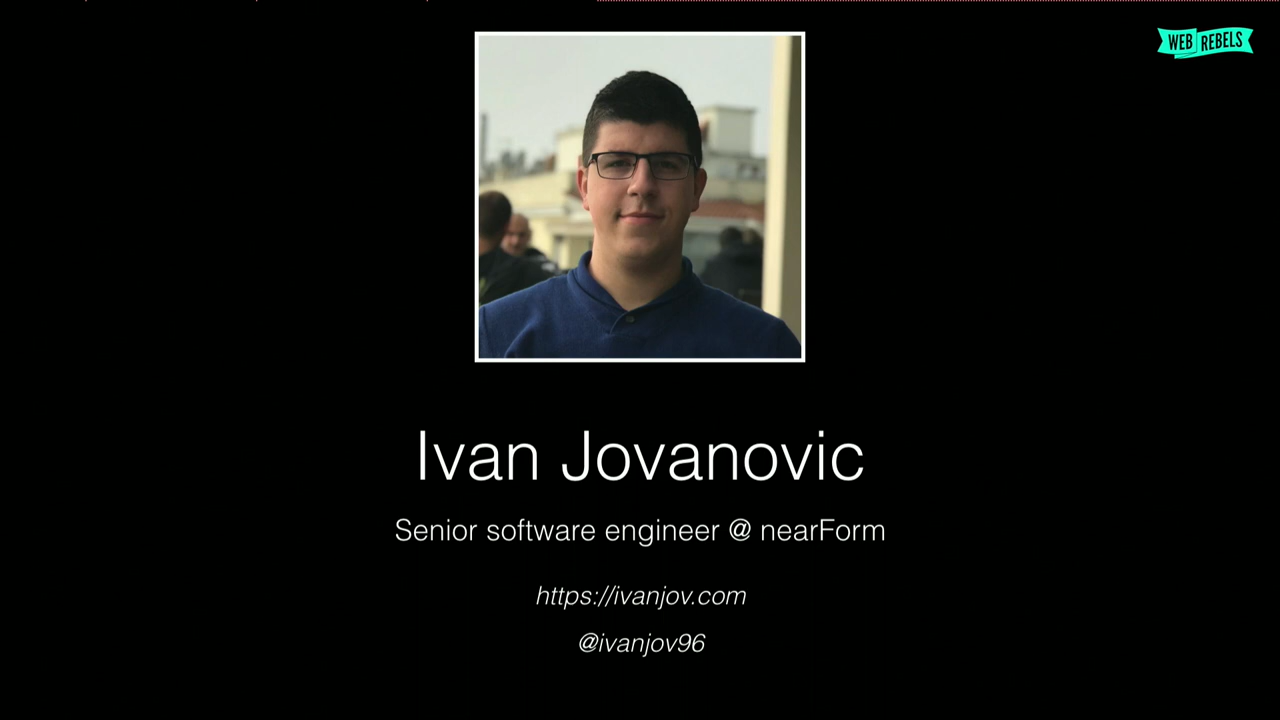 WEB REBELS
Ivan Jovanovic
Senior software engineer @ nearForm
https://ivanjov.com
@ivanjov96